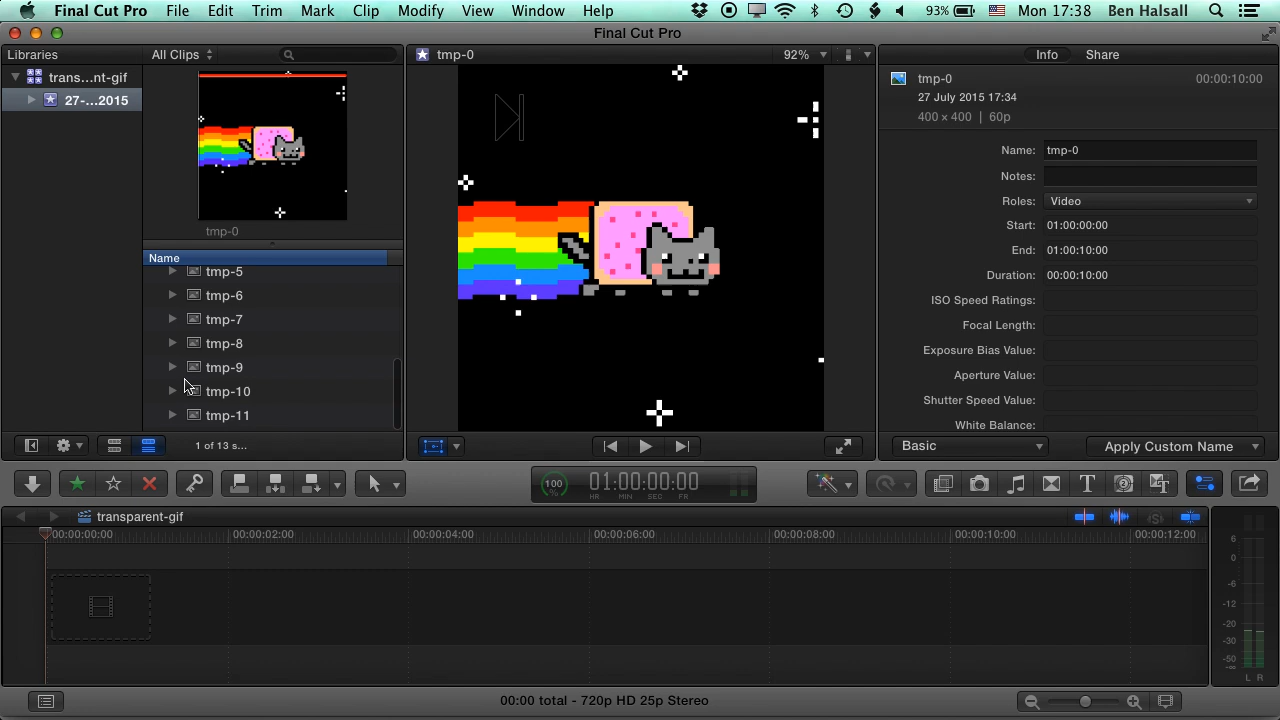 Final Cut Pro File Edit Trim Mark Clip Modify View Window Help 93% Mon 17:38 Ben Halsall
Final Cut Pro
Libraries
All Clips
tmp-0
92%
Info
Share
trans...nt-gif
27-...2015
tmp-0
00:00:10:00
27 July 2015 17:34
400 × 400 | 60p
Name: tmp-0
Notes:
Roles: Video
Start: 01:00:00:00
End: 01:00:10:00
Duration: 00:00:10:00
ISO Speed Ratings:
Focal Length:
Exposure Bias Value:
Aperture Value:
Shutter Speed Value:
White Balance:
tmp-0
Name
tmp-5
tmp-6
tmp-7
tmp-8
tmp-9
tmp-10
tmp-11
1 of 13 s...
Basic
Apply Custom Name
100
%
01:00:00:00
HR MIN SEC FR
transparent-gif
00:00:00:00 00:00:02:00 00:00:04:00 00:00:06:00 00:00:08:00 00:00:10:00 00:00:12:00
6
0
-6
-12
-20
-30
-50
-∞
L R
00:00 total - 720p HD 25p Stereo